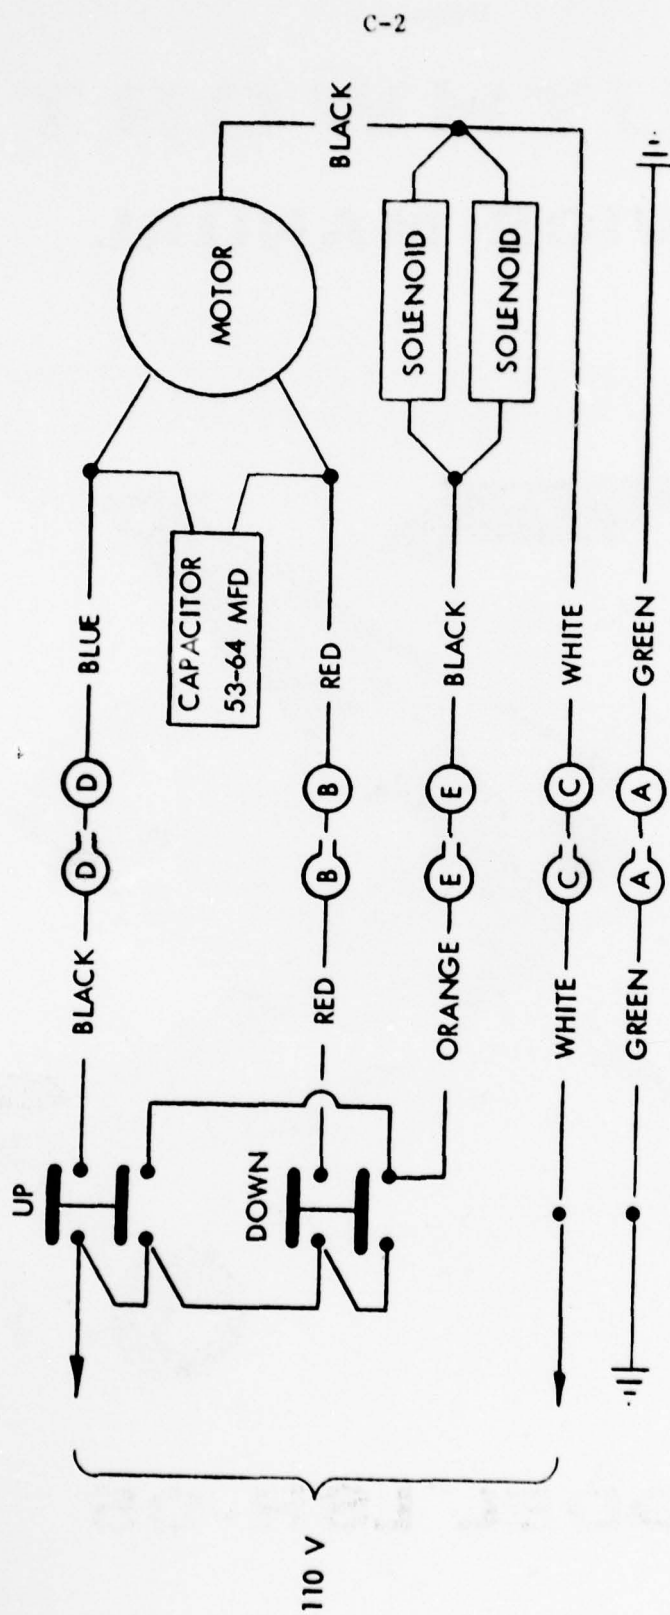 C-2
110 V
UP
DOWN
BLACK
D
D
BLUE
CAPACITOR
53-64 MFD
MOTOR
BLACK
RED
B
B
RED
ORANGE
E
E
BLACK
SOLENOID
SOLENOID
WHITE
C
C
WHITE
GREEN
A
A
GREEN